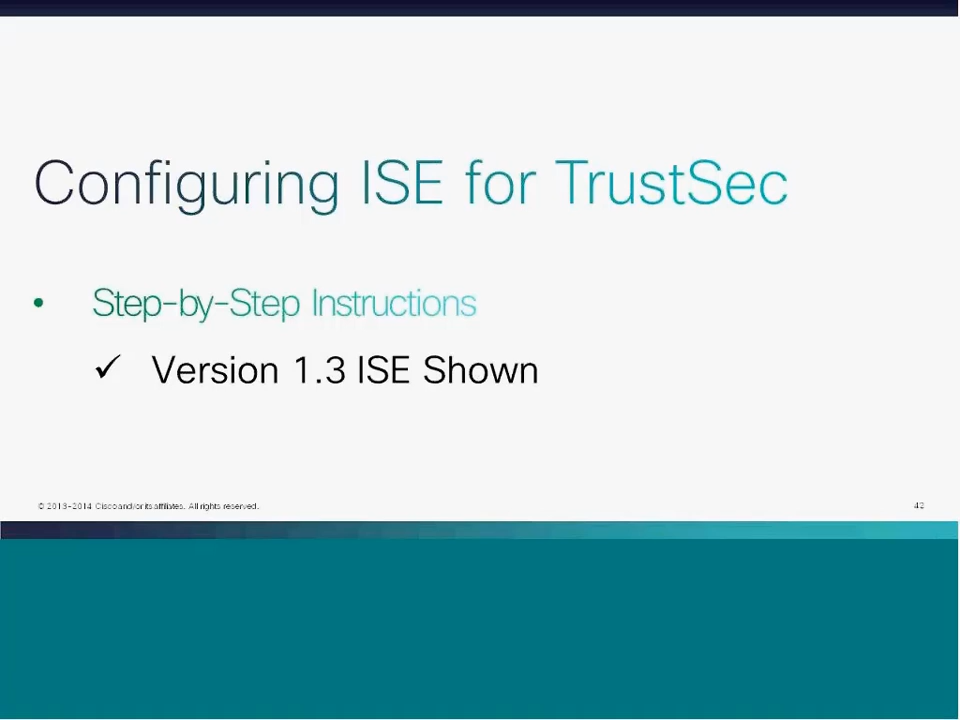 Configuring ISE for TrustSec
• Step-by-Step Instructions
✓ Version 1.3 ISE Shown
© 2013-2014 Cisco and/or its affiliates. All rights reserved. 42